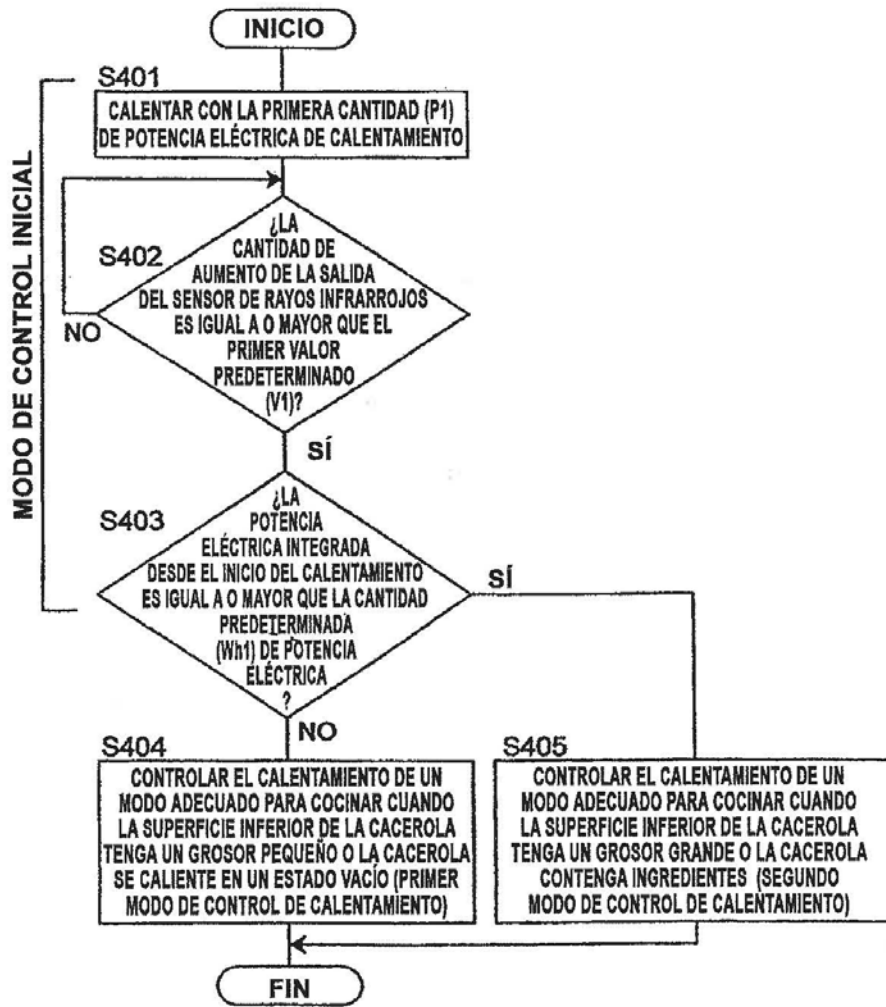 INICIO
S401
CALENTAR CON LA PRIMERA CANTIDAD (P1)
DE POTENCIA ELÉCTRICA DE CALENTAMIENTO
MODO DE CONTROL INICIAL
S402
¿LA
CANTIDAD DE
AUMENTO DE LA SALIDA
DEL SENSOR DE RAYOS INFRARROJOS
ES IGUAL A O MAYOR QUE EL
PRIMER VALOR
PREDETERMINADO
(V1)?
NO
SÍ
S403
¿LA
POTENCIA
ELÉCTRICA INTEGRADA
DESDE EL INICIO DEL CALENTAMIENTO
ES IGUAL A O MAYOR QUE LA CANTIDAD
PREDETERMINADA
(Wh1) DE POTENCIA
ELÉCTRICA
?
SÍ
NO
S404
CONTROLAR EL CALENTAMIENTO DE UN
MODO ADECUADO PARA COCINAR CUANDO
LA SUPERFICIE INFERIOR DE LA CACEROLA
TENGA UN GROSOR PEQUEÑO O LA CACEROLA
SE CALIENTE EN UN ESTADO VACÍO (PRIMER
MODO DE CONTROL DE CALENTAMIENTO)
S405
CONTROLAR EL CALENTAMIENTO DE UN
MODO ADECUADO PARA COCINAR CUANDO
LA SUPERFICIE INFERIOR DE LA CACEROLA
TENGA UN GROSOR GRANDE O LA CACEROLA
CONTENGA INGREDIENTES (SEGUNDO
MODO DE CONTROL DE CALENTAMIENTO)
FIN